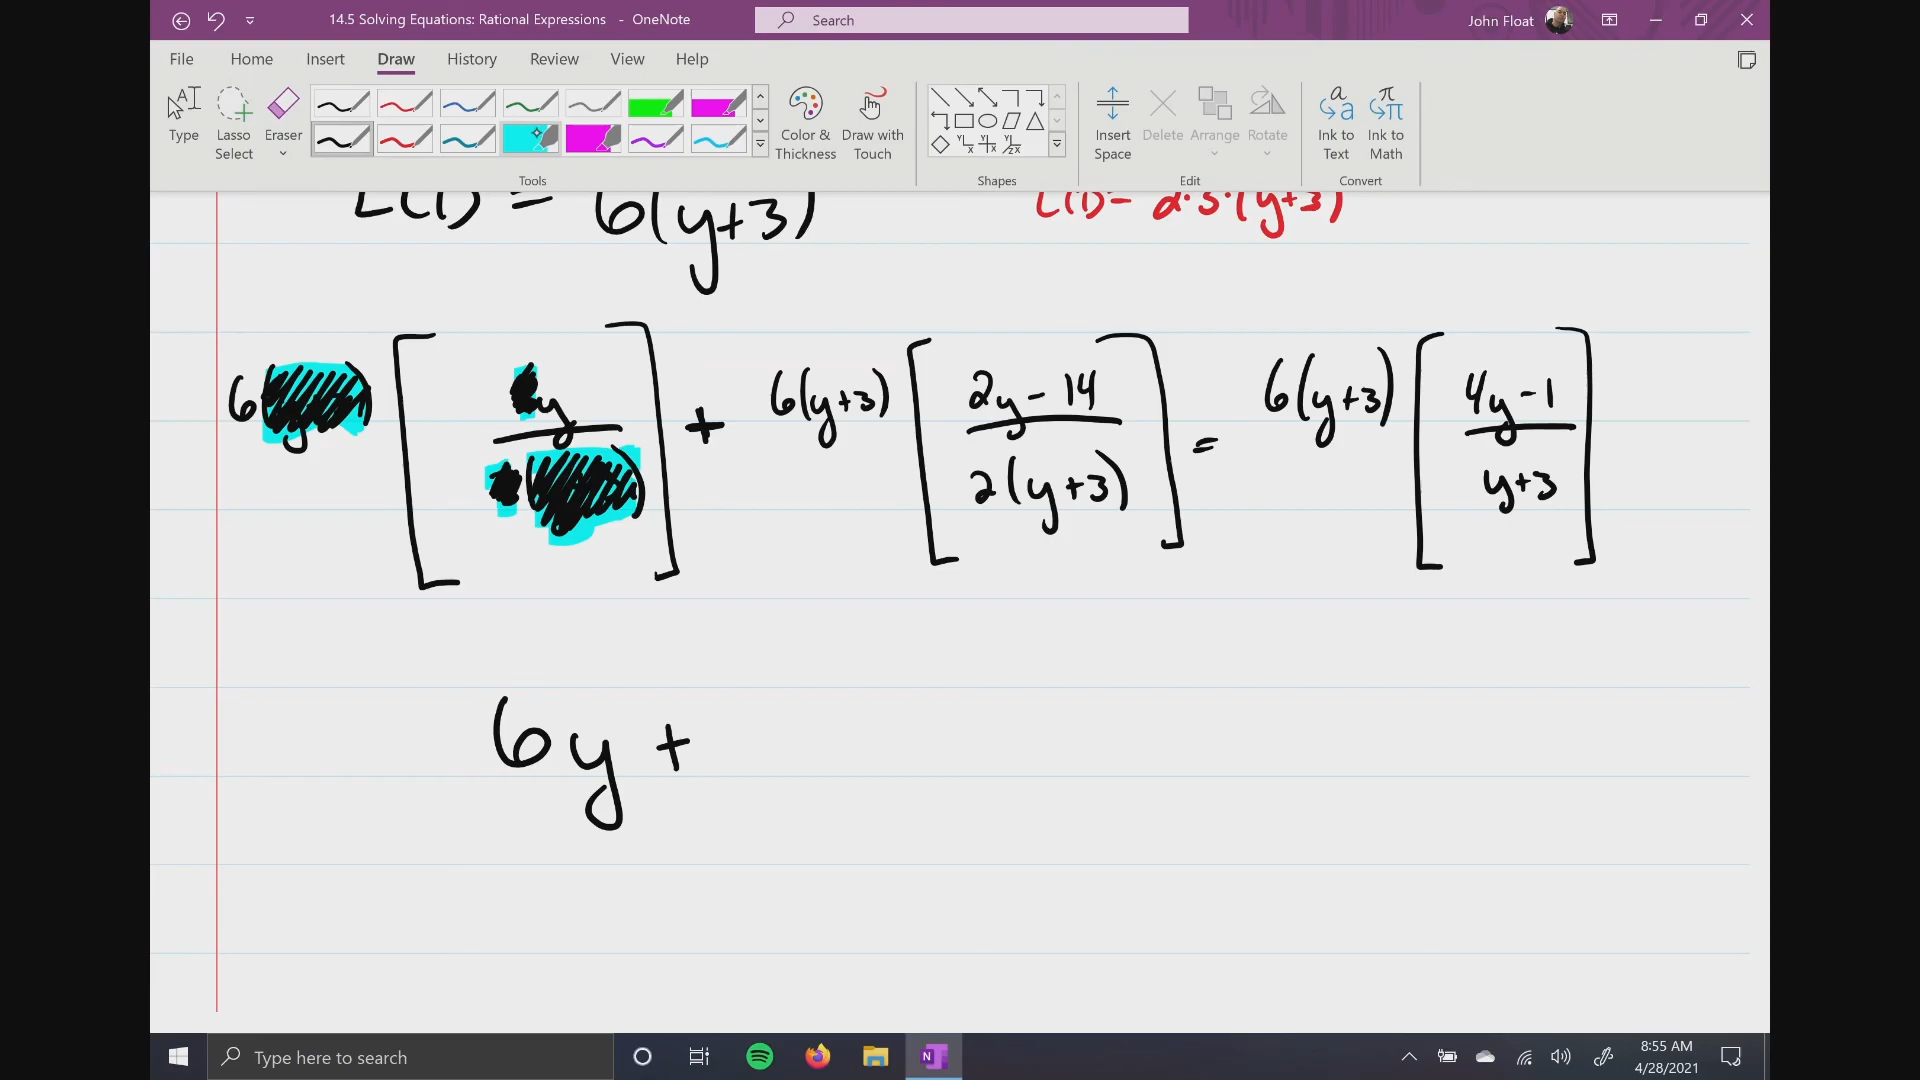 14.5 Solving Equations: Rational Expressions - OneNote
Search
John Float
File Home Insert Draw History Review View Help
Type
Lasso Select
Eraser
Color & Thickness
Draw with Touch
Insert Space
Delete
Arrange
Rotate
Ink to Text
Ink to Math
Tools
Shapes
Edit
Convert
= 6(y+3)
6 [ y / ] + 6(y+3) [ 2y-14 / 2(y+3) ] = 6(y+3) [ 4y-1 / y+3 ]
6y +
Type here to search
8:55 AM
4/28/2021